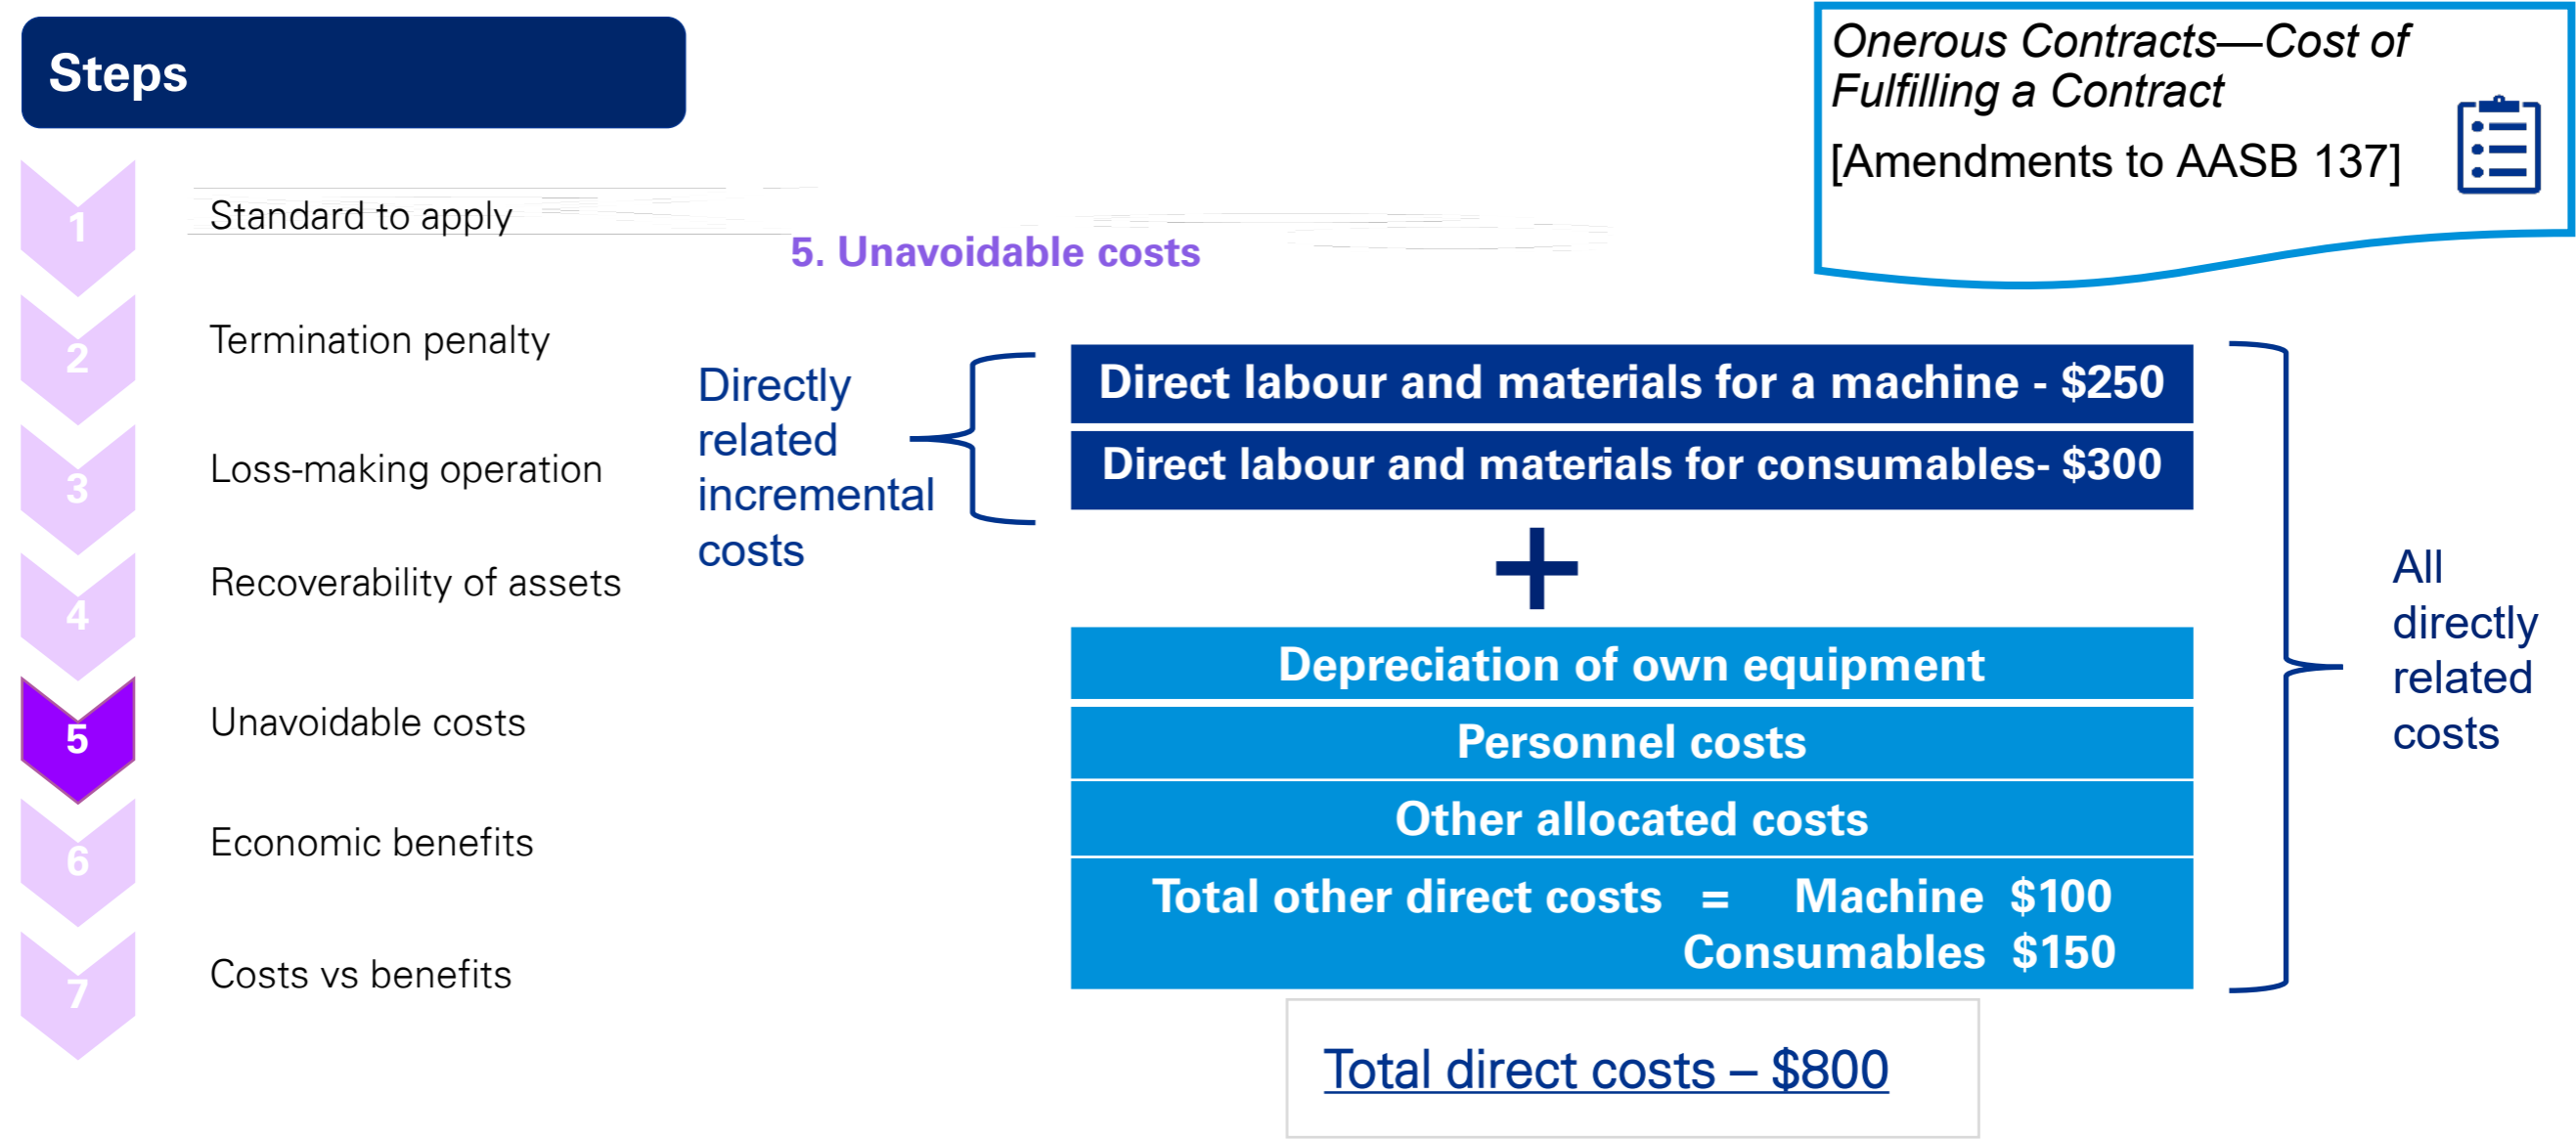 Steps
Onerous Contracts—Cost of
Fulfilling a Contract
[Amendments to AASB 137]
1
Standard to apply
2
Termination penalty
3
Loss-making operation
4
Recoverability of assets
5
Unavoidable costs
6
Economic benefits
7
Costs vs benefits
5. Unavoidable costs
Directly
related
incremental
costs
Direct labour and materials for a machine - $250
Direct labour and materials for consumables- $300
+
Depreciation of own equipment
Personnel costs
Other allocated costs
Total other direct costs = Machine $100
Consumables $150
All
directly
related
costs
Total direct costs – $800